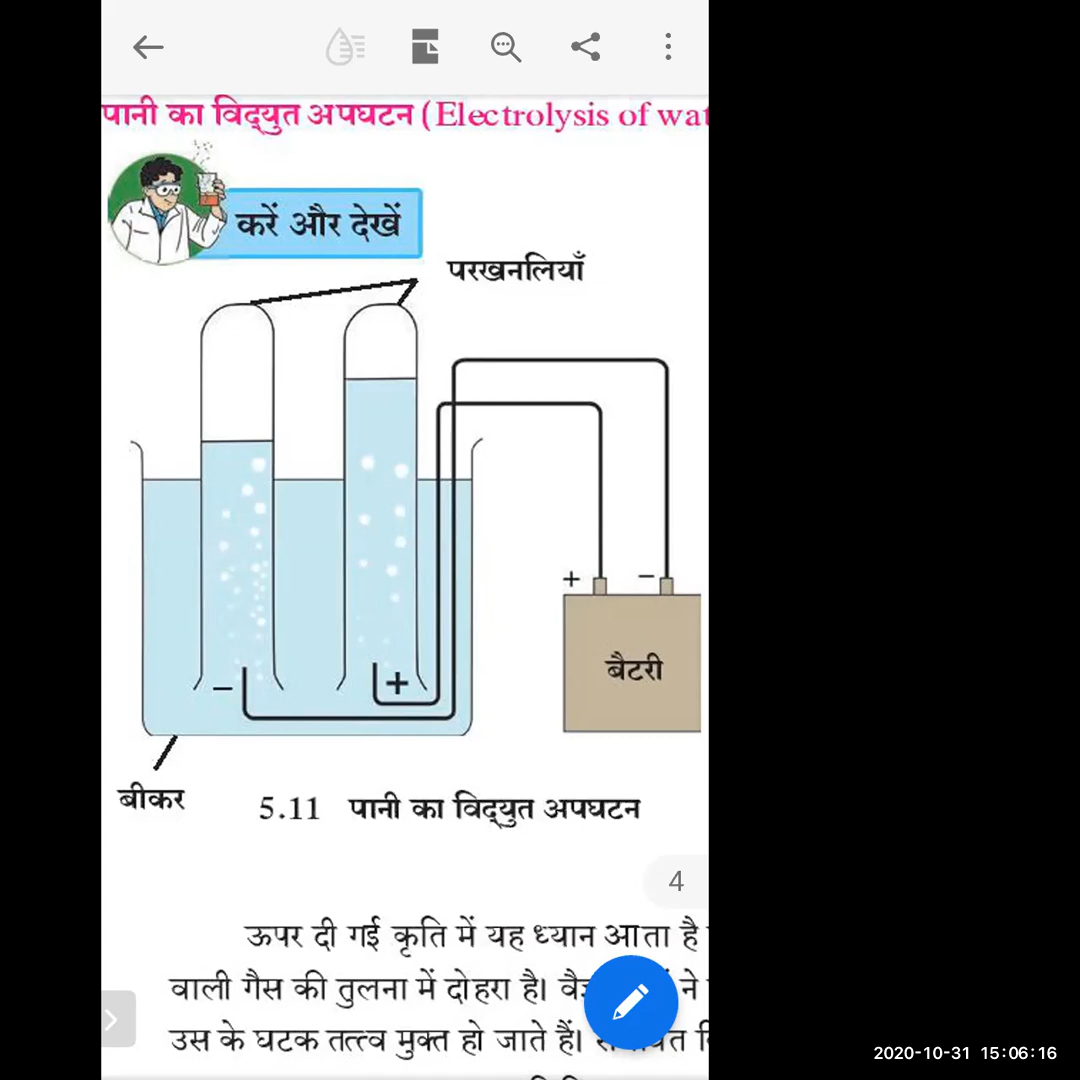 पानी का विद्युत अपघटन (Electrolysis of wat
करें और देखें
परखनलियाँ
+ −
बैटरी
− +
बीकर
5.11 पानी का विद्युत अपघटन
4
ऊपर दी गई कृति में यह ध्यान आता है
वाली गैस की तुलना में दोहरा है। ने
उस के घटक तत्त्व मुक्त हो जाते हैं।
2020-10-31 15:06:16